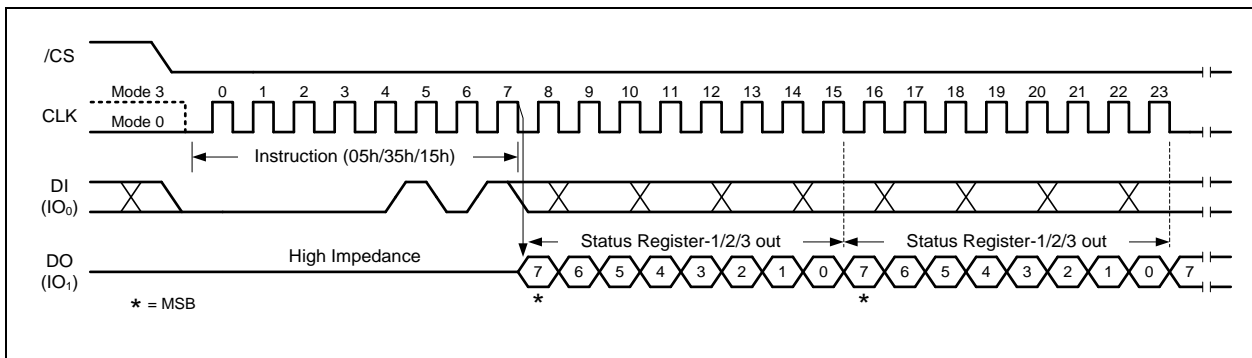 /CS
Mode 3
0 1 2 3 4 5 6 7 8 9 10 11 12 13 14 15 16 17 18 19 20 21 22 23
CLK
Mode 0
Instruction (05h/35h/15h)
DI
(IO₀)
Status Register-1/2/3 out Status Register-1/2/3 out
High Impedance
DO
(IO₁)
7 6 5 4 3 2 1 0 7 6 5 4 3 2 1 0 7
* *
* = MSB